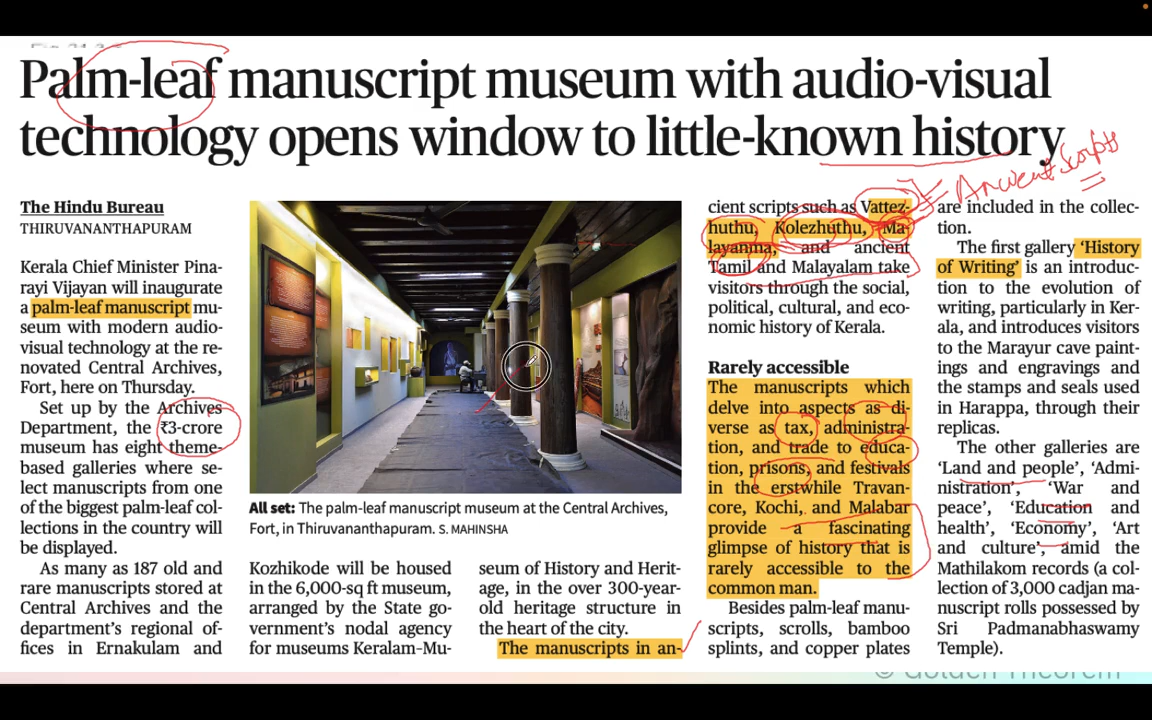 Palm-leaf manuscript museum with audio-visual
technology opens window to little-known history
Ancient Scripts
The Hindu Bureau
THIRUVANANTHAPURAM
Kerala Chief Minister Pina-
rayi Vijayan will inaugurate
a palm-leaf manuscript mu-
seum with modern audio-
visual technology at the re-
novated Central Archives,
Fort, here on Thursday.
Set up by the Archives
Department, the ₹3-crore
museum has eight theme-
based galleries where se-
lect manuscripts from one
of the biggest palm-leaf col-
lections in the country will
be displayed.
As many as 187 old and
rare manuscripts stored at
Central Archives and the
department's regional of-
fices in Ernakulam and
All set: The palm-leaf manuscript museum at the Central Archives,
Fort, in Thiruvananthapuram. S. MAHINSHA
Kozhikode will be housed
in the 6,000-sq ft museum,
arranged by the State go-
vernment's nodal agency
for museums Keralam-Mu-
seum of History and Herit-
age, in the over 300-year-
old heritage structure in
the heart of the city.
The manuscripts in an-
cient scripts such as Vattez-
huthu, Kolezhuthu, Ma-
layanma, and ancient
Tamil and Malayalam take
visitors through the social,
political, cultural, and eco-
nomic history of Kerala.
Rarely accessible
The manuscripts which
delve into aspects as di-
verse as tax, administra-
tion, and trade to educa-
tion, prisons, and festivals
in the erstwhile Travan-
core, Kochi, and Malabar
provide a fascinating
glimpse of history that is
rarely accessible to the
common man.
Besides palm-leaf manu-
scripts, scrolls, bamboo
splints, and copper plates
are included in the collec-
tion.
The first gallery ‘History
of Writing’ is an introduc-
tion to the evolution of
writing, particularly in Ker-
ala, and introduces visitors
to the Marayur cave paint-
ings and engravings and
the stamps and seals used
in Harappa, through their
replicas.
The other galleries are
‘Land and people’, ‘Admi-
nistration’, ‘War and
peace’, ‘Education and
health’, ‘Economy’, ‘Art
and culture’, amid the
Mathilakom records (a col-
lection of 3,000 cadjan ma-
nuscript rolls possessed by
Sri Padmanabhaswamy
Temple).
© Golden Theorem